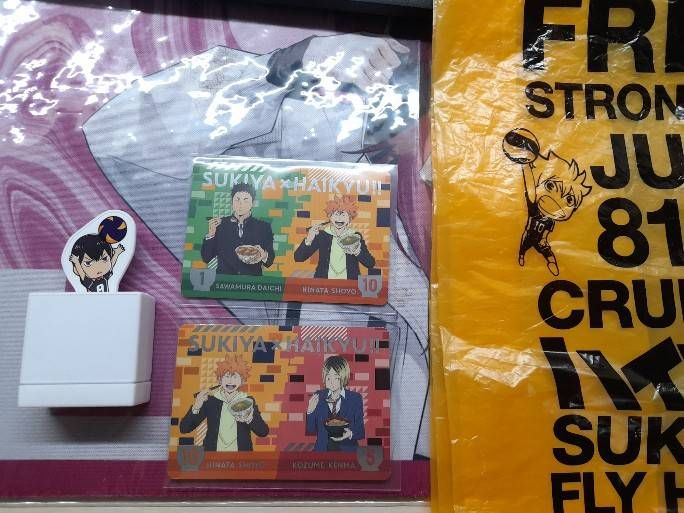 SUKIYA×HAIKYU!!
1
SAWAMURA DAICHI
HINATA SHOYO
10
SUKIYA×HAIKYU!!
10
HINATA SHOYO
KOZUME KENMA
5
STRON
JU
10
81
CRU
SUK
FLY H